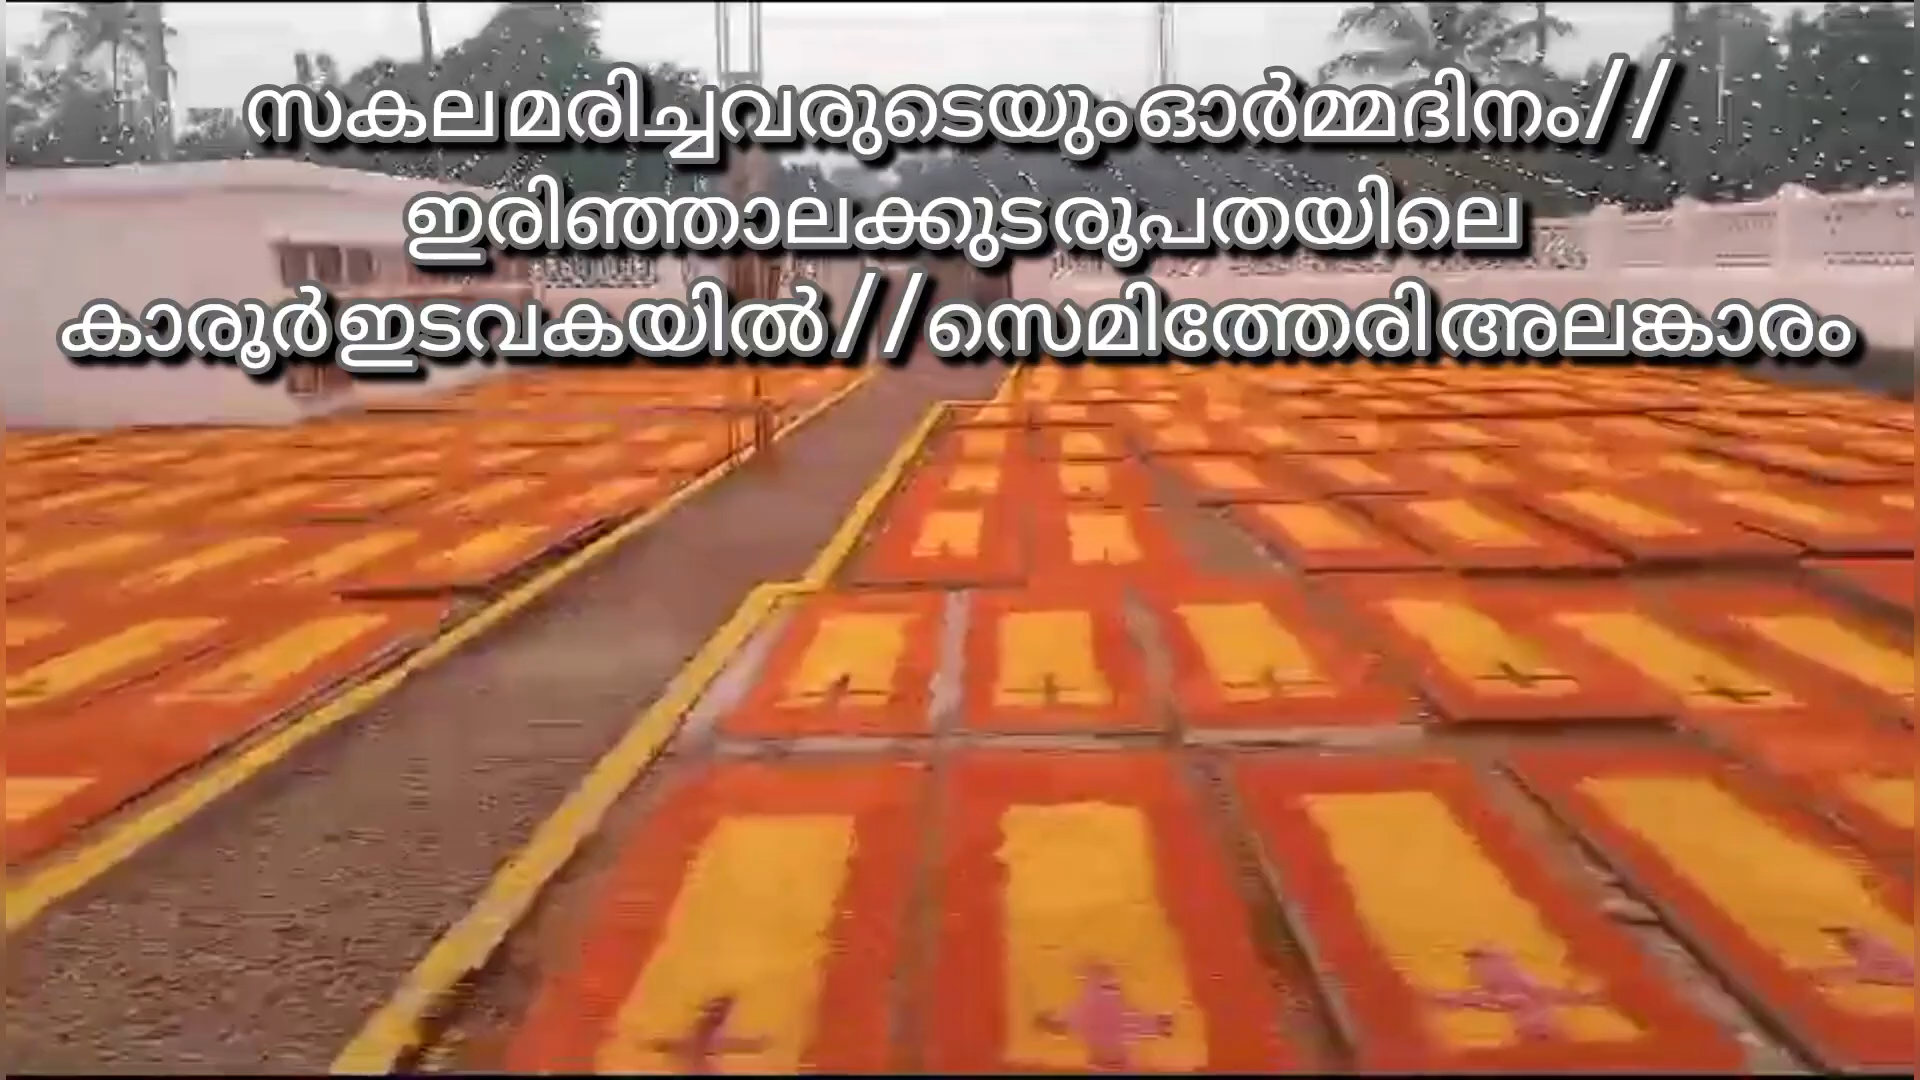 സകല മരിച്ചവരുടെയും ഓർമ്മദിനം//
ഇരിഞ്ഞാലക്കുട രൂപതയിലെ
കാരൂർ ഇടവകയിൽ // സെമിത്തേരി അലങ്കാരം